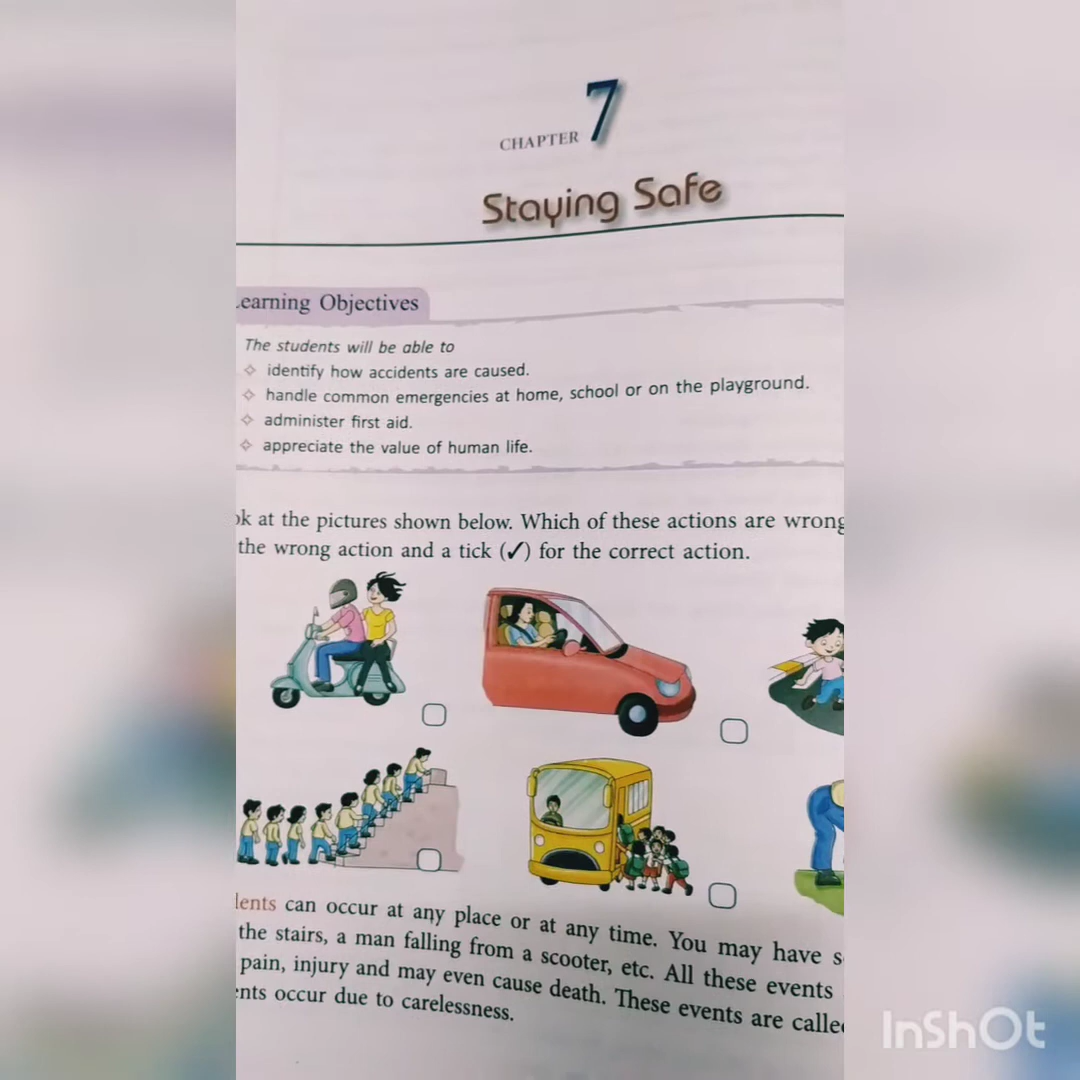 CHAPTER 7
Staying Safe
Learning Objectives
The students will be able to
identify how accidents are caused.
handle common emergencies at home, school or on the playground.
administer first aid.
appreciate the value of human life.
at the pictures shown below. Which of these actions are wrong
the wrong action and a tick (✓) for the correct action.
can occur at any place or at any time. You may have
the stairs, a man falling from a scooter, etc. All these events
pain, injury and may even cause death. These events are
occur due to carelessness.
InShOt